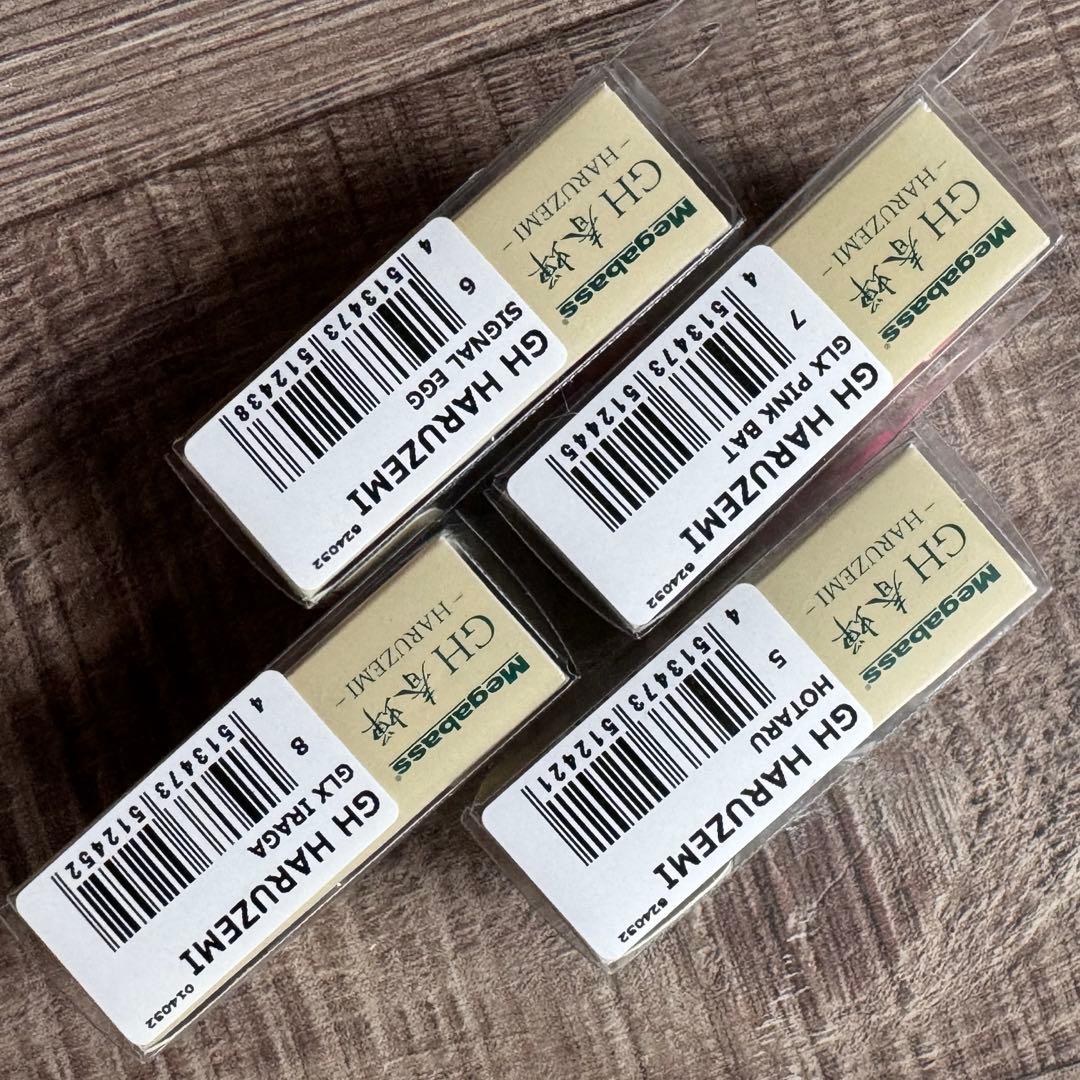 Megabass®
GH 春蝉
- HARUZEMI -
GH HARUZEMI
6 SIGNAL EGG
4 513473 512438
624032
Megabass®
GH 春蝉
- HARUZEMI -
GH HARUZEMI
7 GLX PINK BAT
4 513473 512445
624032
Megabass®
GH 春蝉
- HARUZEMI -
GH HARUZEMI
8 GLX IRAGA
4 513473 512452
014032
Megabass®
GH 春蝉
- HARUZEMI -
GH HARUZEMI
5 HOTARU
4 513473 512421
624032